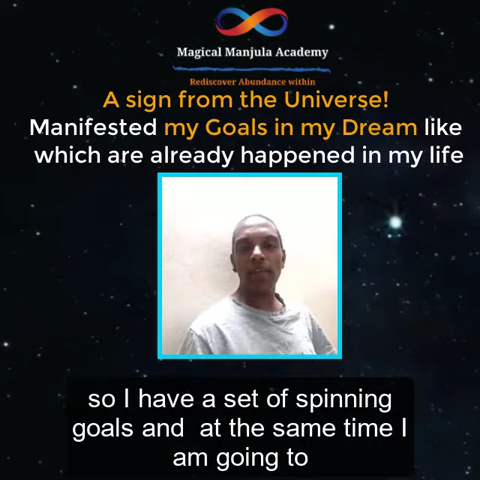 Magical Manjula Academy
Rediscover Abundance within
A sign from the Universe!
Manifested my Goals in my Dream like
which are already happened in my life
so I have a set of spinning
goals and  at the same time I
am going to